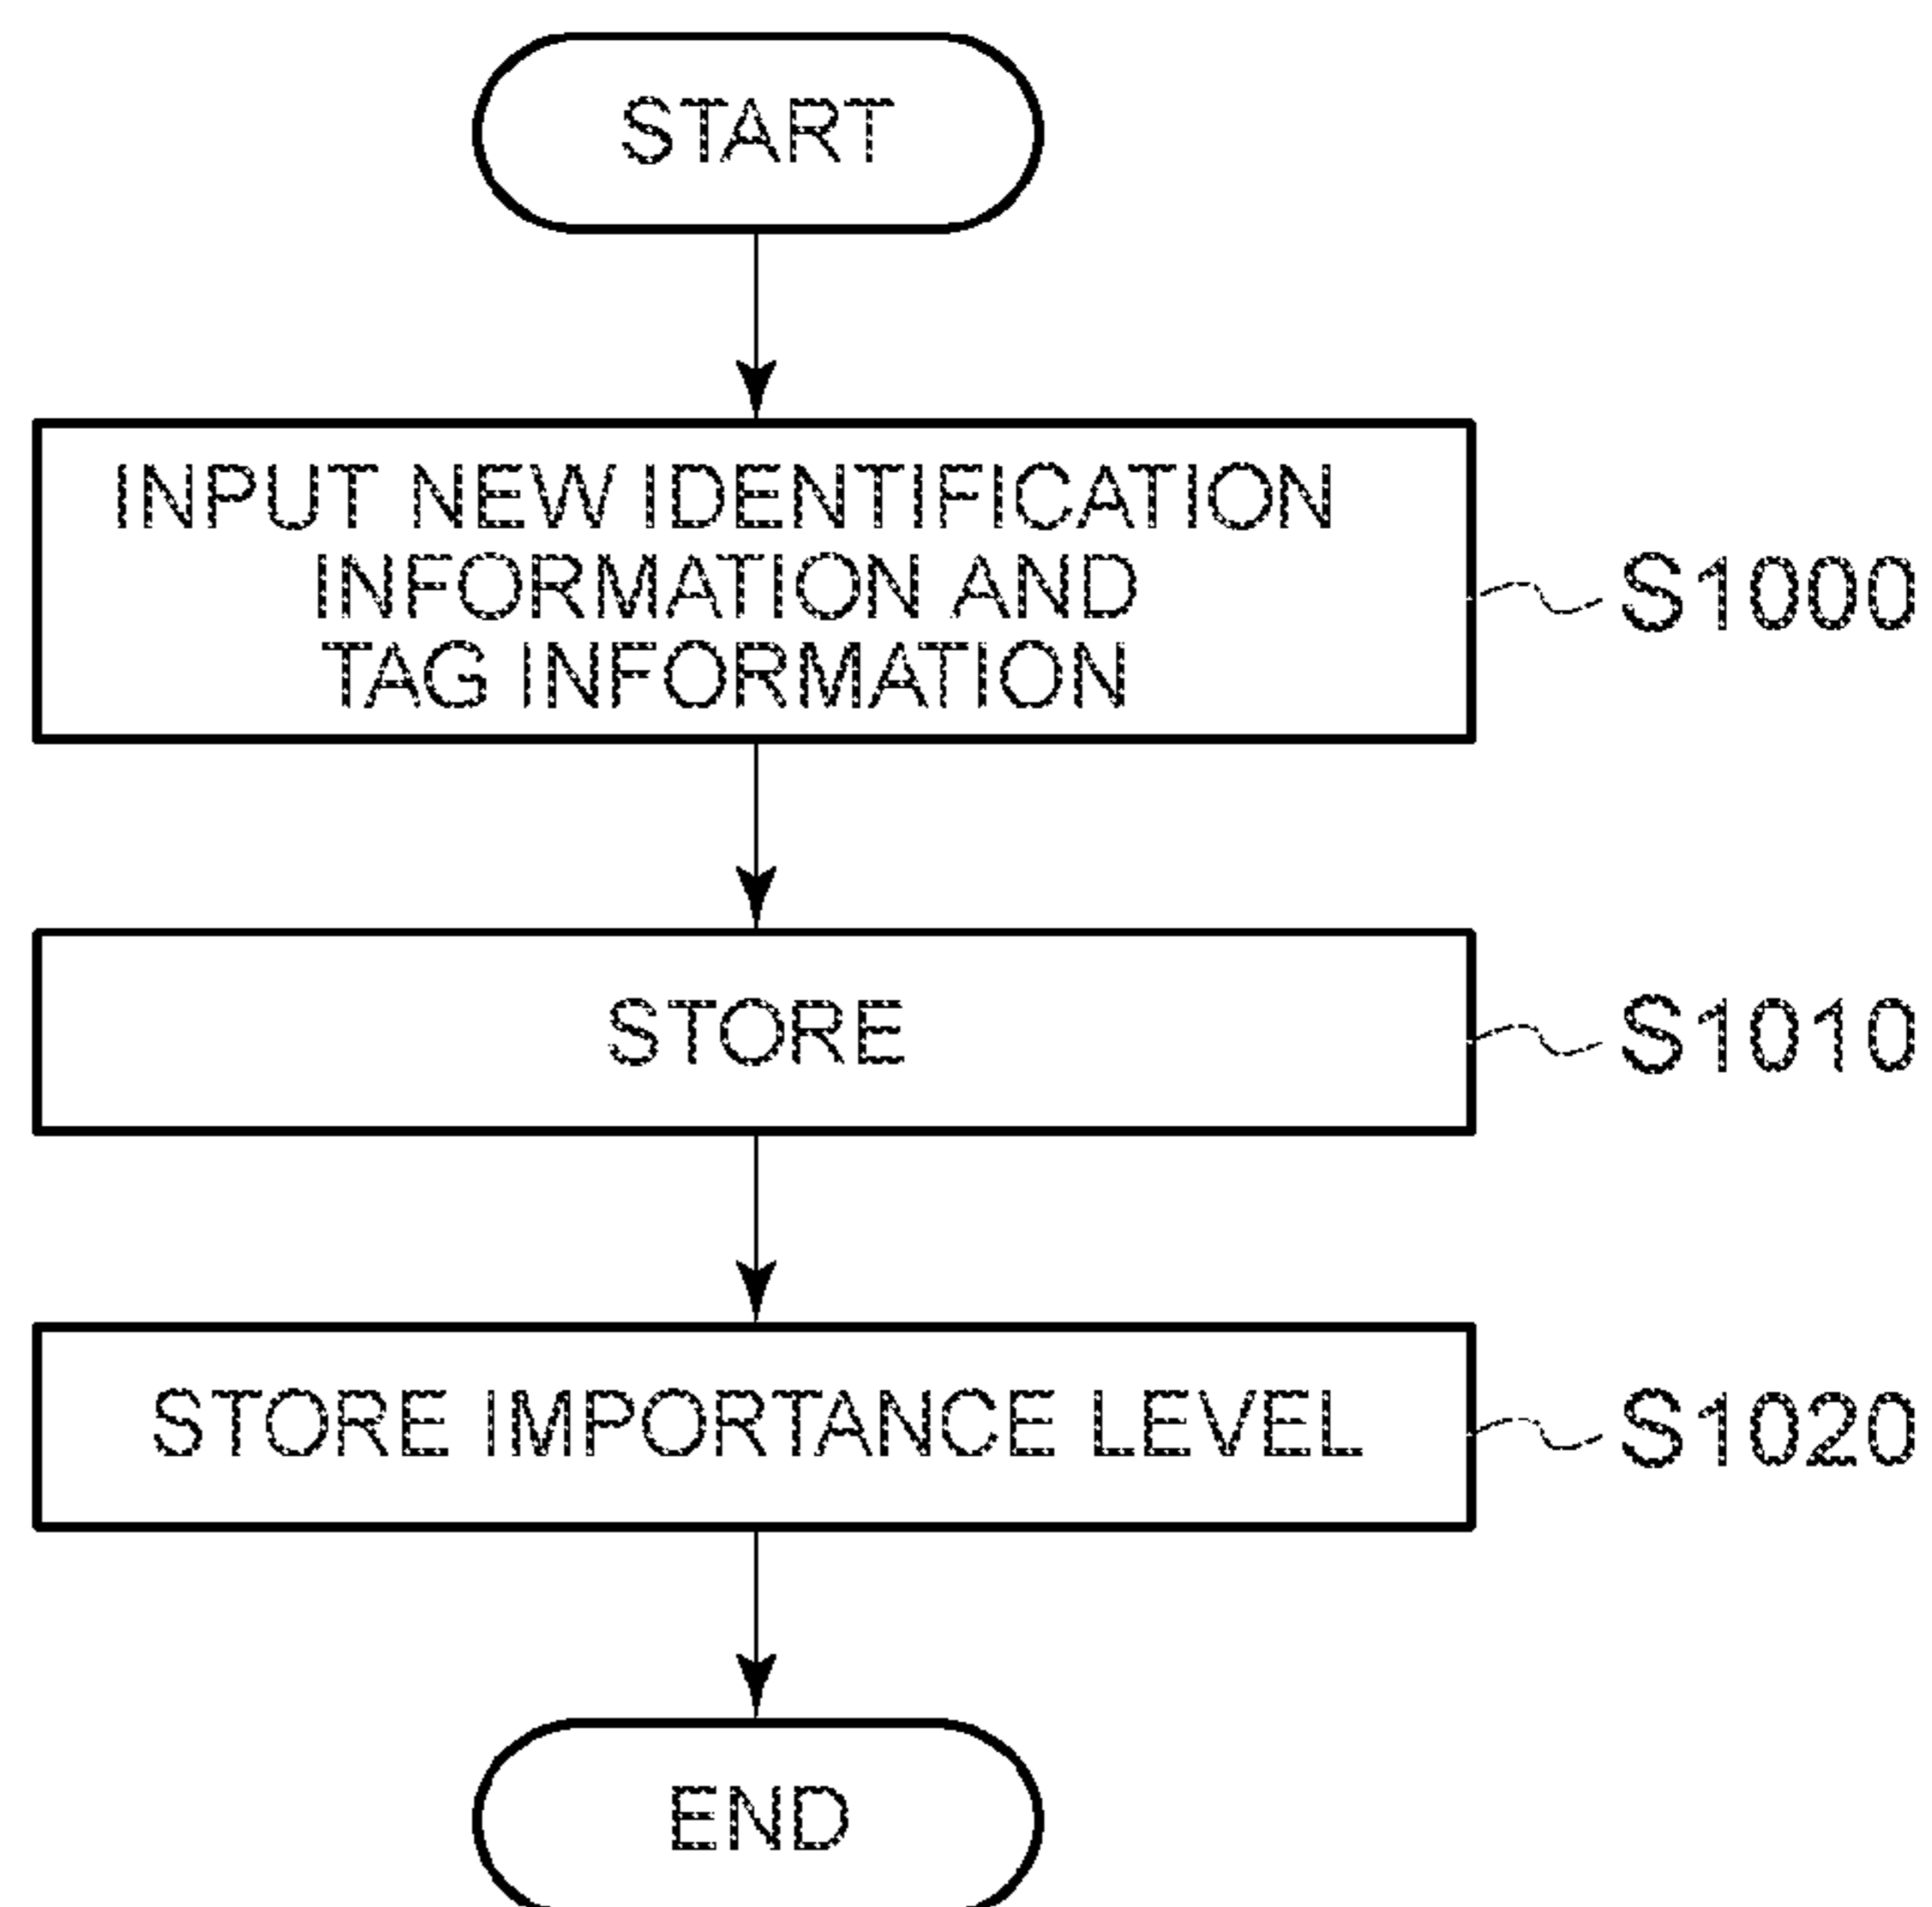 START
INPUT NEW IDENTIFICATION
INFORMATION AND
TAG INFORMATION
S1000
STORE
S1010
STORE IMPORTANCE LEVEL
S1020
END